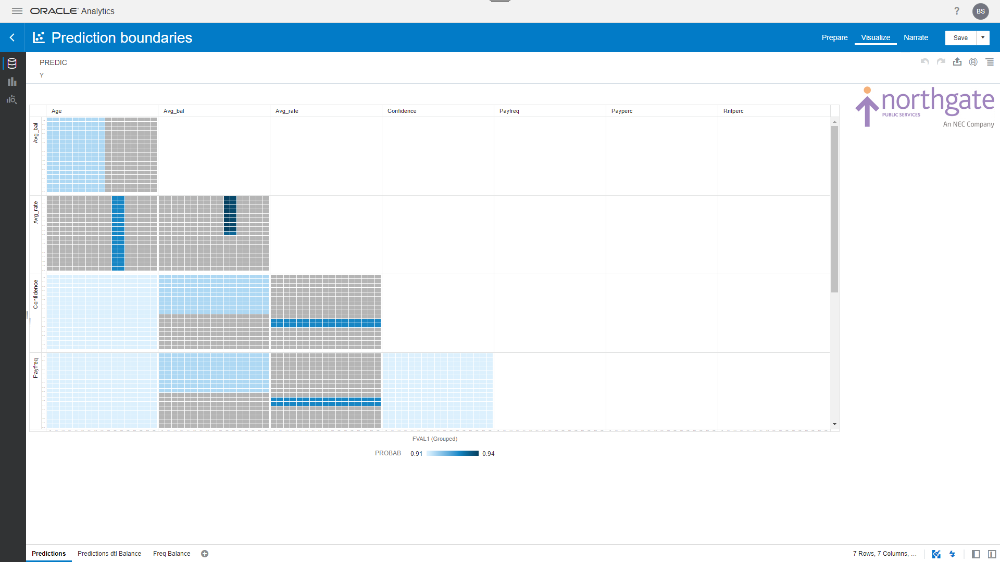 ORACLE Analytics
?
BS
Prediction boundaries
Prepare
Visualize
Narrate
Save
PREDIC
Y
northgate
PUBLIC SERVICES
An NEC Company
Age
Avg_bal
Avg_rate
Confidence
Payfreq
Payperc
Rntperc
Avg_bal
Avg_rate
Confidence
Payfreq
FVAL1 (Grouped)
PROBAB 0.91 0.94
Predictions
Predictions dtl Balance
Freq Balance
7 Rows, 7 Columns, ...